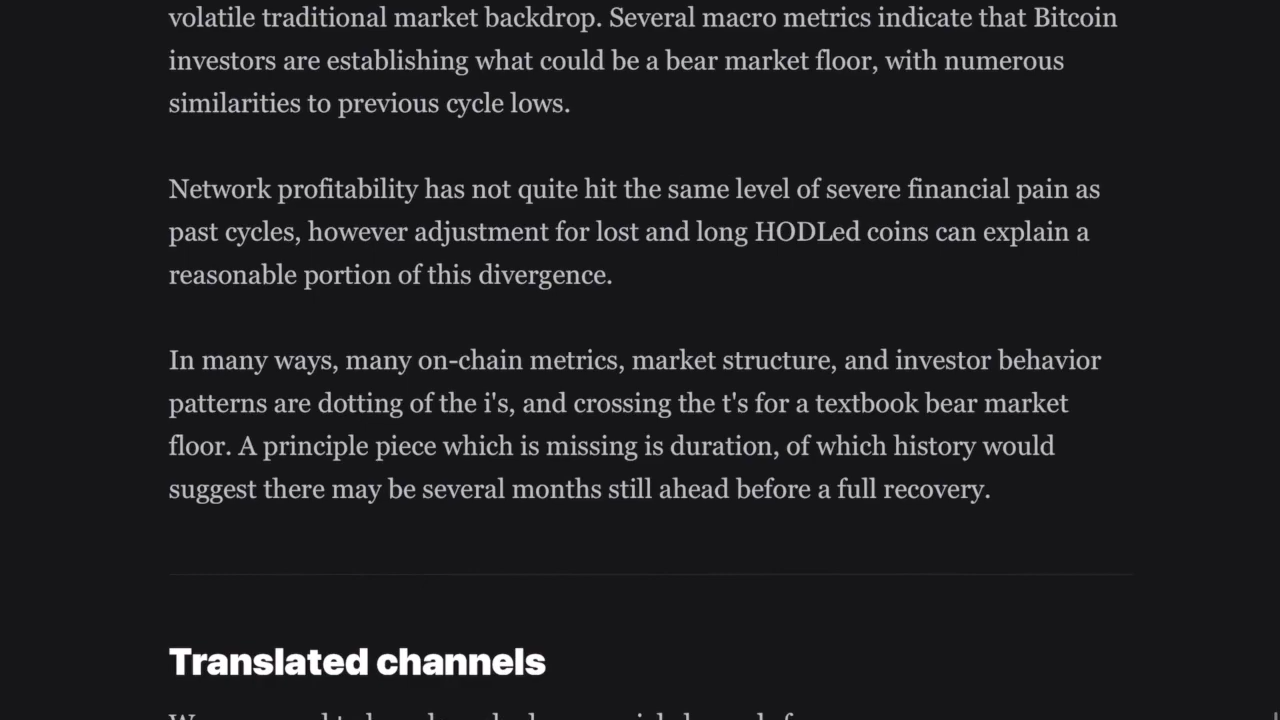 volatile traditional market backdrop. Several macro metrics indicate that Bitcoin
investors are establishing what could be a bear market floor, with numerous
similarities to previous cycle lows.
Network profitability has not quite hit the same level of severe financial pain as
past cycles, however adjustment for lost and long HODLed coins can explain a
reasonable portion of this divergence.
In many ways, many on-chain metrics, market structure, and investor behavior
patterns are dotting of the i's, and crossing the t's for a textbook bear market
floor. A principle piece which is missing is duration, of which history would
suggest there may be several months still ahead before a full recovery.
Translated channels